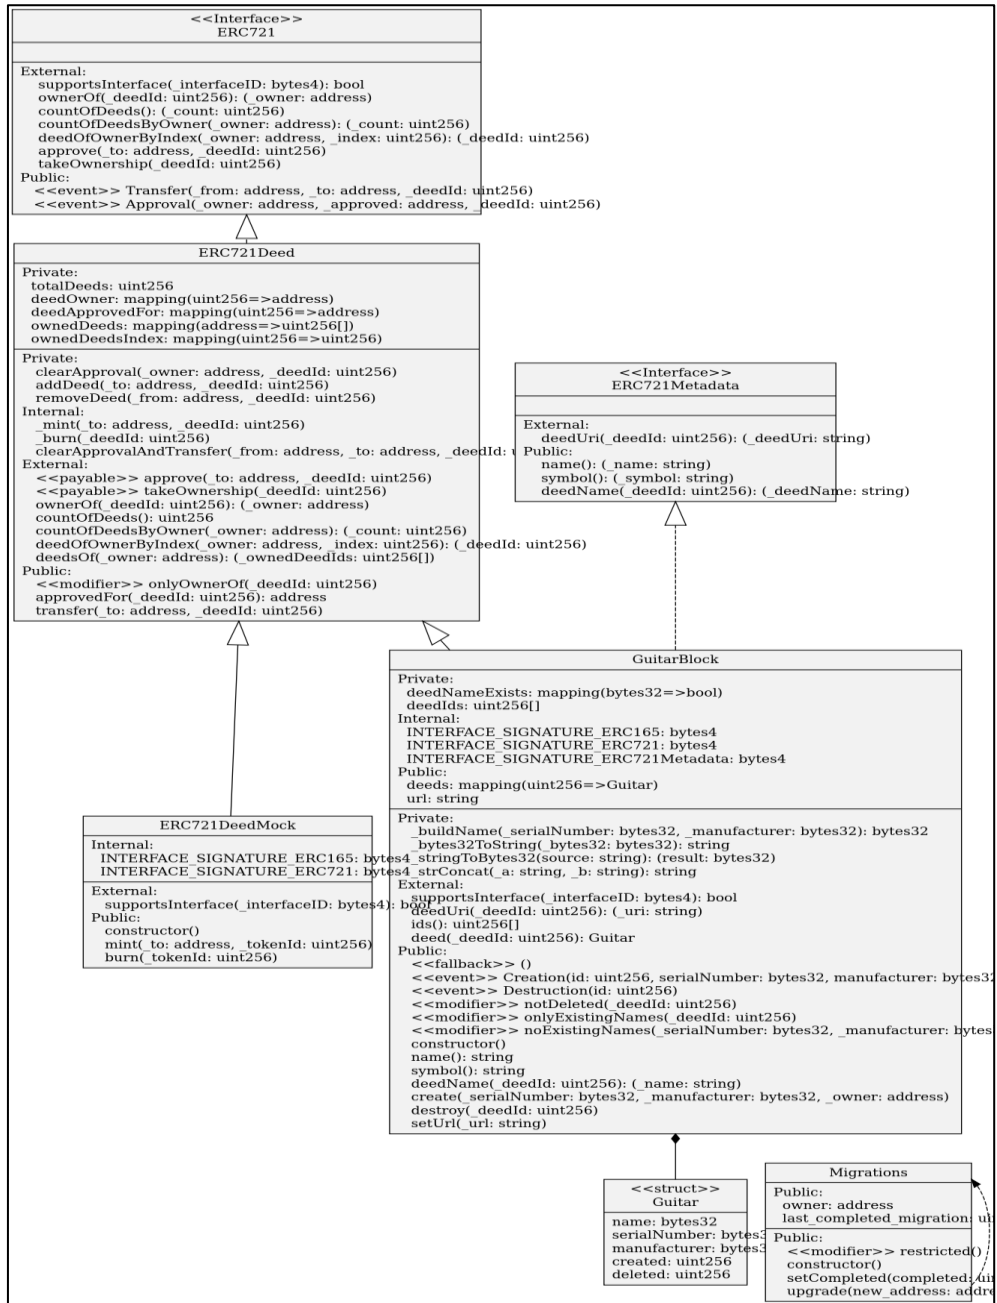 <<Interface>>
ERC721
External:
supportsInterface(_interfaceID: bytes4): bool
ownerOf(_deedId: uint256): (_owner: address)
countOfDeeds(): (_count: uint256)
countOfDeedsByOwner(_owner: address): (_count: uint256)
deedOfOwnerByIndex(_owner: address, _index: uint256): (_deedId: uint256)
approve(_to: address, _deedId: uint256)
takeOwnership(_deedId: uint256)
Public:
<<event>> Transfer(_from: address, _to: address, _deedId: uint256)
<<event>> Approval(_owner: address, _approved: address, _deedId: uint256)
ERC721Deed
Private:
totalDeeds: uint256
deedOwner: mapping(uint256=>address)
deedApprovedFor: mapping(uint256=>address)
ownedDeeds: mapping(address=>uint256[])
ownedDeedsIndex: mapping(uint256=>uint256)
Private:
clearApproval(_owner: address, _deedId: uint256)
addDeed(_to: address, _deedId: uint256)
removeDeed(_from: address, _deedId: uint256)
Internal:
_mint(_to: address, _deedId: uint256)
_burn(_deedId: uint256)
clearApprovalAndTransfer(_from: address, _to: address, _deedId:
External:
<<payable>> approve(_to: address, _deedId: uint256)
<<payable>> takeOwnership(_deedId: uint256)
ownerOf(_deedId: uint256): (_owner: address)
countOfDeeds(): uint256
countOfDeedsByOwner(_owner: address): (_count: uint256)
deedOfOwnerByIndex(_owner: address, _index: uint256): (_deedId: uint256)
deedsOf(_owner: address): (_ownedDeedIds: uint256[])
Public:
<<modifier>> onlyOwnerOf(_deedId: uint256)
approvedFor(_deedId: uint256): address
transfer(_to: address, _deedId: uint256)
<<Interface>>
ERC721Metadata
External:
deedUri(_deedId: uint256): (_deedUri: string)
Public:
name(): (_name: string)
symbol(): (_symbol: string)
deedName(_deedId: uint256): (_deedName: string)
ERC721DeedMock
Internal:
INTERFACE_SIGNATURE_ERC165: bytes4
INTERFACE_SIGNATURE_ERC721: bytes4
External:
supportsInterface(_interfaceID: bytes4): bool
Public:
constructor()
mint(_to: address, _tokenId: uint256)
burn(_tokenId: uint256)
GuitarBlock
Private:
deedNameExists: mapping(bytes32=>bool)
deedIds: uint256[]
Internal:
INTERFACE_SIGNATURE_ERC165: bytes4
INTERFACE_SIGNATURE_ERC721: bytes4
INTERFACE_SIGNATURE_ERC721Metadata: bytes4
Public:
deeds: mapping(uint256=>Guitar)
url: string
Private:
_buildName(_serialNumber: bytes32, _manufacturer: bytes32): bytes32
_bytes32ToString(_bytes32: bytes32): string
_stringToBytes32(source: string): (result: bytes32)
_strConcat(_a: string, _b: string): string
External:
supportsInterface(_interfaceID: bytes4): bool
deedUri(_deedId: uint256): (_uri: string)
ids(): uint256[]
deed(_deedId: uint256): Guitar
Public:
<<fallback>> ()
<<event>> Creation(id: uint256, serialNumber: bytes32, manufacturer: bytes32
<<event>> Destruction(id: uint256)
<<modifier>> notDeleted(_deedId: uint256)
<<modifier>> onlyExistingNames(_deedId: uint256)
<<modifier>> noExistingNames(_serialNumber: bytes32, _manufacturer: bytes
constructor()
name(): string
symbol(): string
deedName(_deedId: uint256): (_name: string)
create(_serialNumber: bytes32, _manufacturer: bytes32, _owner: address)
destroy(_deedId: uint256)
setUrl(_url: string)
<<struct>>
Guitar
name: bytes32
serialNumber: bytes3
manufacturer: bytes3
created: uint256
deleted: uint256
Migrations
Public:
owner: address
last_completed_migration:
Public:
<<modifier>> restricted()
constructor()
setCompleted(completed:
upgrade(new_address: addre